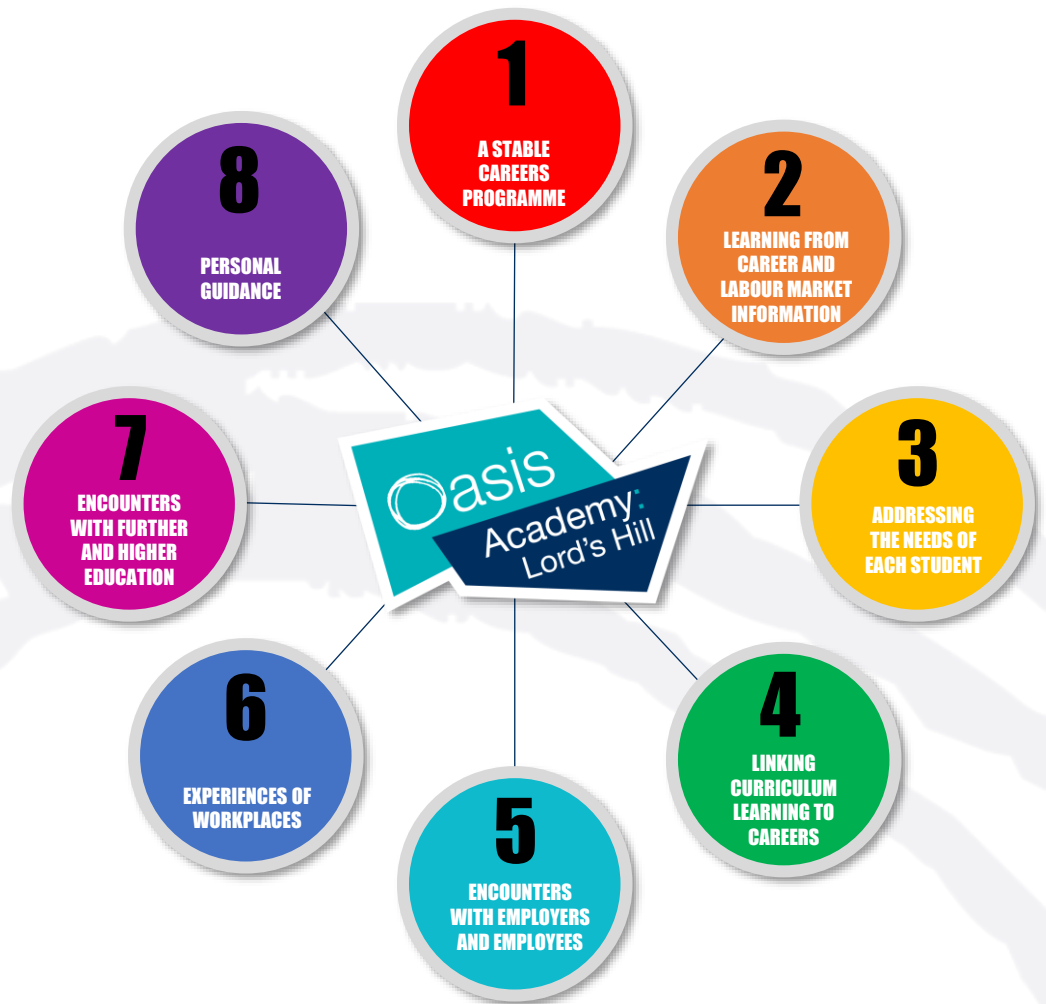 1
A STABLE
CAREERS
PROGRAMME
2
LEARNING FROM
CAREER AND
LABOUR MARKET
INFORMATION
3
ADDRESSING
THE NEEDS OF
EACH STUDENT
4
LINKING
CURRICULUM
LEARNING TO
CAREERS
5
ENCOUNTERS
WITH EMPLOYERS
AND EMPLOYEES
6
EXPERIENCES OF
WORKPLACES
7
ENCOUNTERS
WITH FURTHER
AND HIGHER
EDUCATION
8
PERSONAL
GUIDANCE
Oasis
Academy:
Lord's Hill